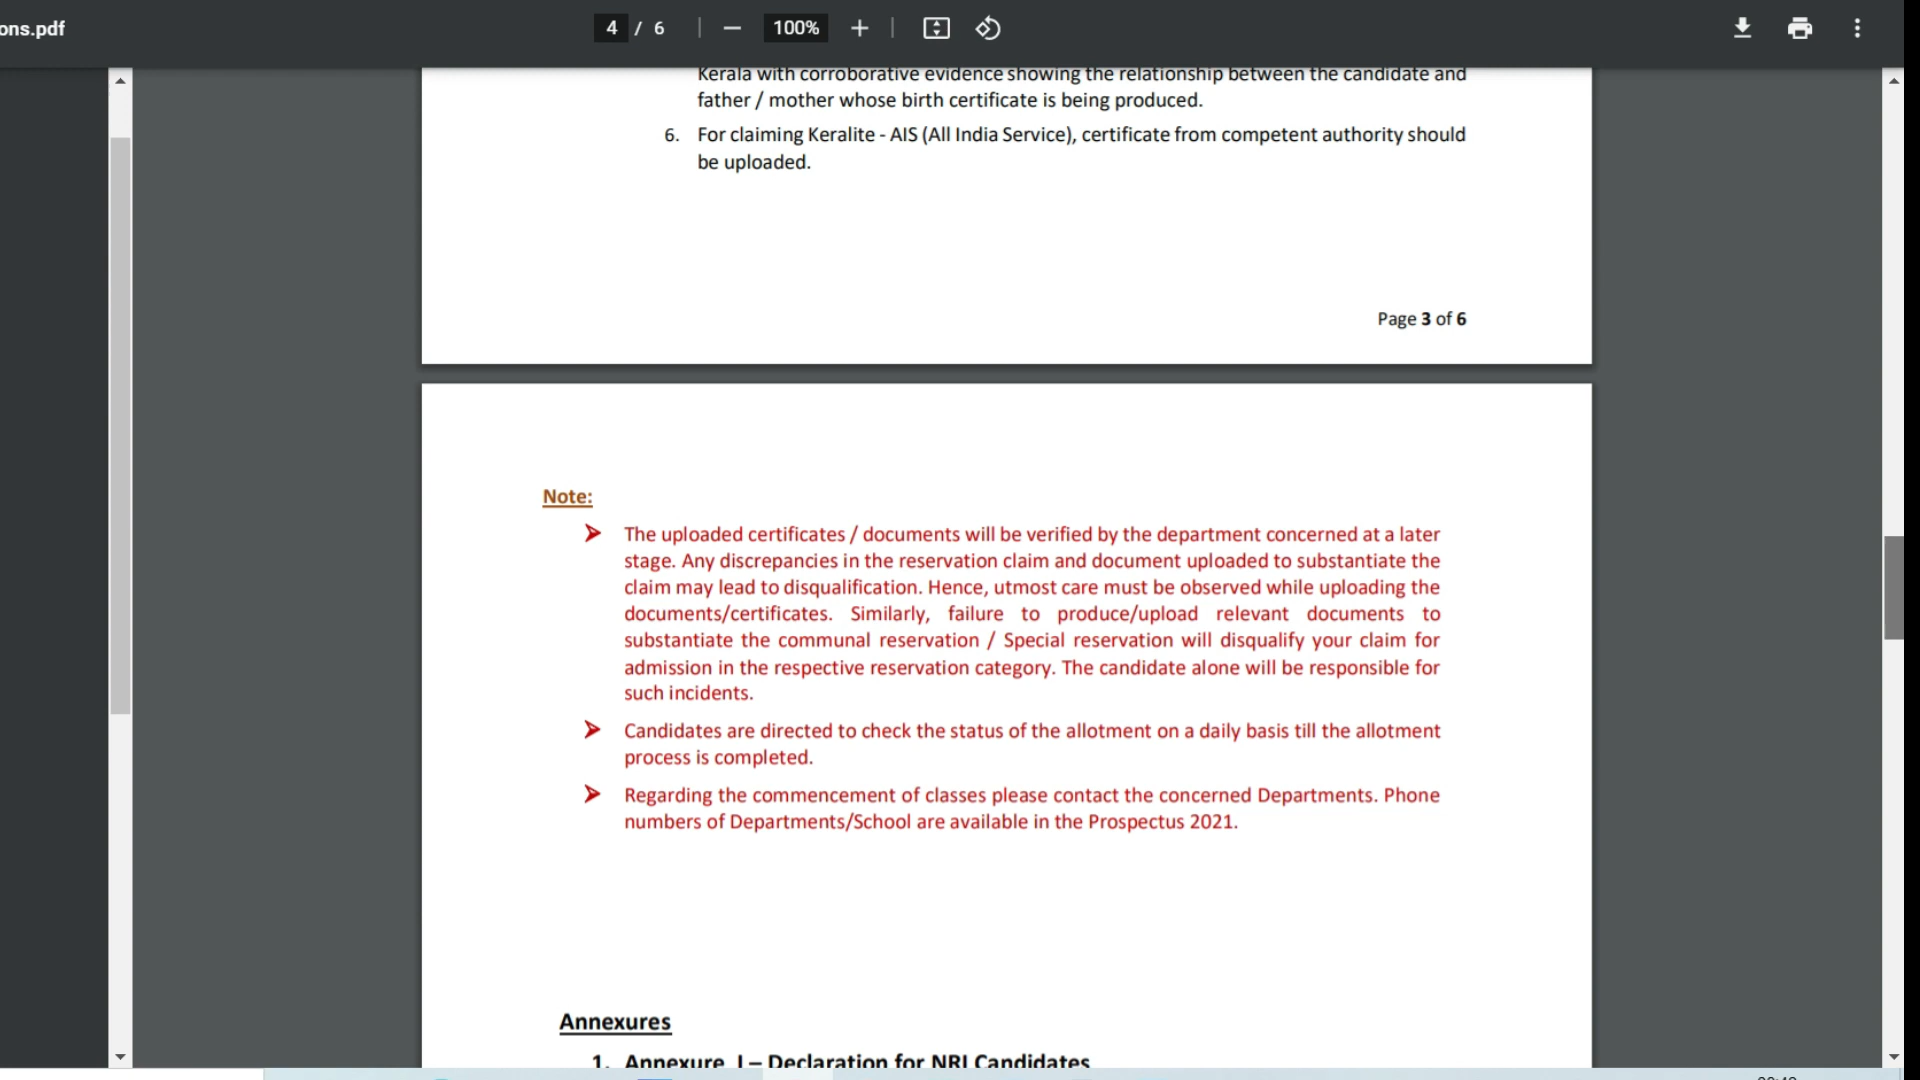 ons.pdf
4 / 6
100%
Kerala with corroborative evidence showing the relationship between the candidate and
father / mother whose birth certificate is being produced.
6. For claiming Keralite - AIS (All India Service), certificate from competent authority should
be uploaded.
Page 3 of 6
Note:
➤ The uploaded certificates / documents will be verified by the department concerned at a later
stage. Any discrepancies in the reservation claim and document uploaded to substantiate the
claim may lead to disqualification. Hence, utmost care must be observed while uploading the
documents/certificates. Similarly, failure to produce/upload relevant documents to
substantiate the communal reservation / Special reservation will disqualify your claim for
admission in the respective reservation category. The candidate alone will be responsible for
such incidents.
➤ Candidates are directed to check the status of the allotment on a daily basis till the allotment
process is completed.
➤ Regarding the commencement of classes please contact the concerned Departments. Phone
numbers of Departments/School are available in the Prospectus 2021.
Annexures
1. Annexure I – Declaration for NRI Candidates